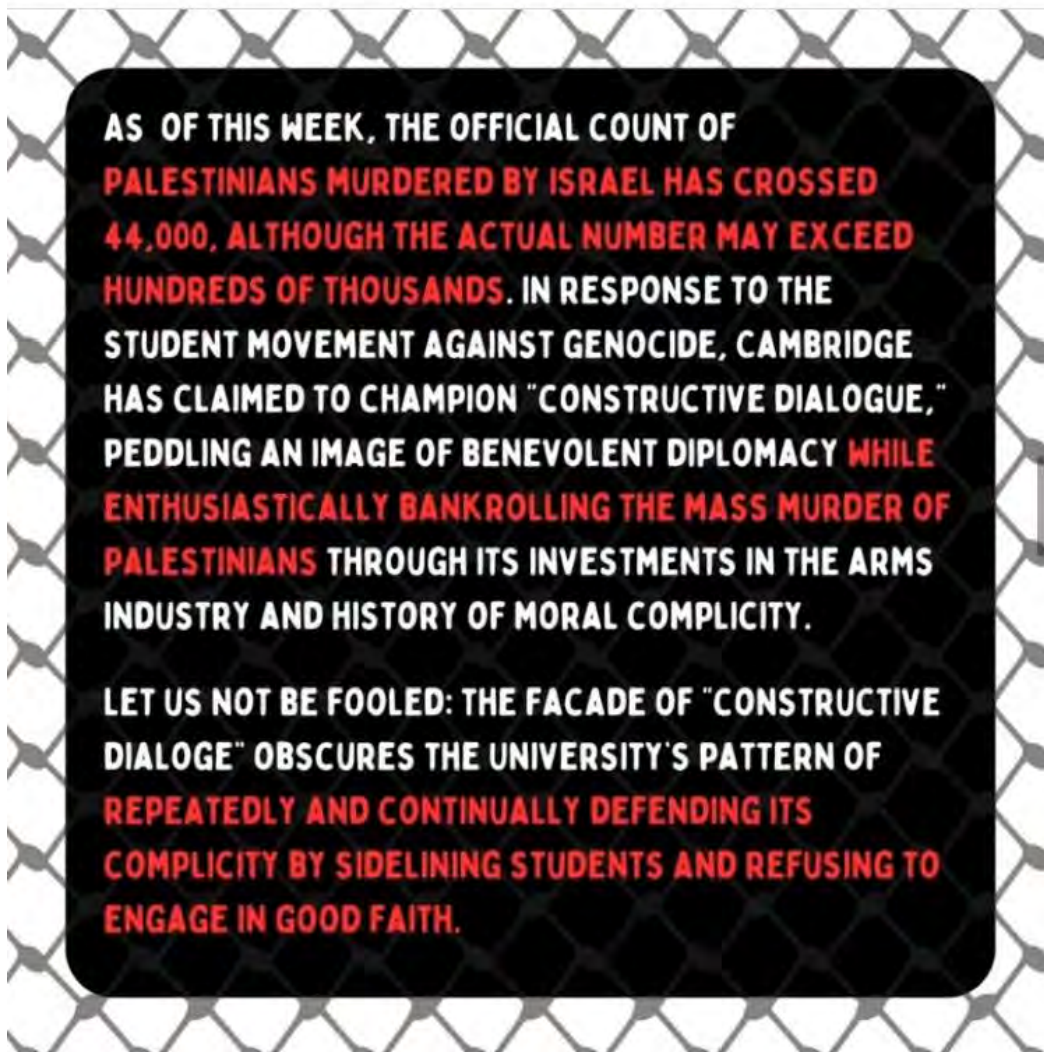 AS OF THIS WEEK, THE OFFICIAL COUNT OF
PALESTINIANS MURDERED BY ISRAEL HAS CROSSED
44,000, ALTHOUGH THE ACTUAL NUMBER MAY EXCEED
HUNDREDS OF THOUSANDS. IN RESPONSE TO THE
STUDENT MOVEMENT AGAINST GENOCIDE, CAMBRIDGE
HAS CLAIMED TO CHAMPION "CONSTRUCTIVE DIALOGUE,"
PEDDLING AN IMAGE OF BENEVOLENT DIPLOMACY WHILE
ENTHUSIASTICALLY BANKROLLING THE MASS MURDER OF
PALESTINIANS THROUGH ITS INVESTMENTS IN THE ARMS
INDUSTRY AND HISTORY OF MORAL COMPLICITY.
LET US NOT BE FOOLED: THE FACADE OF "CONSTRUCTIVE
DIALOGE" OBSCURES THE UNIVERSITY'S PATTERN OF
REPEATEDLY AND CONTINUALLY DEFENDING ITS
COMPLICITY BY SIDELINING STUDENTS AND REFUSING TO
ENGAGE IN GOOD FAITH.